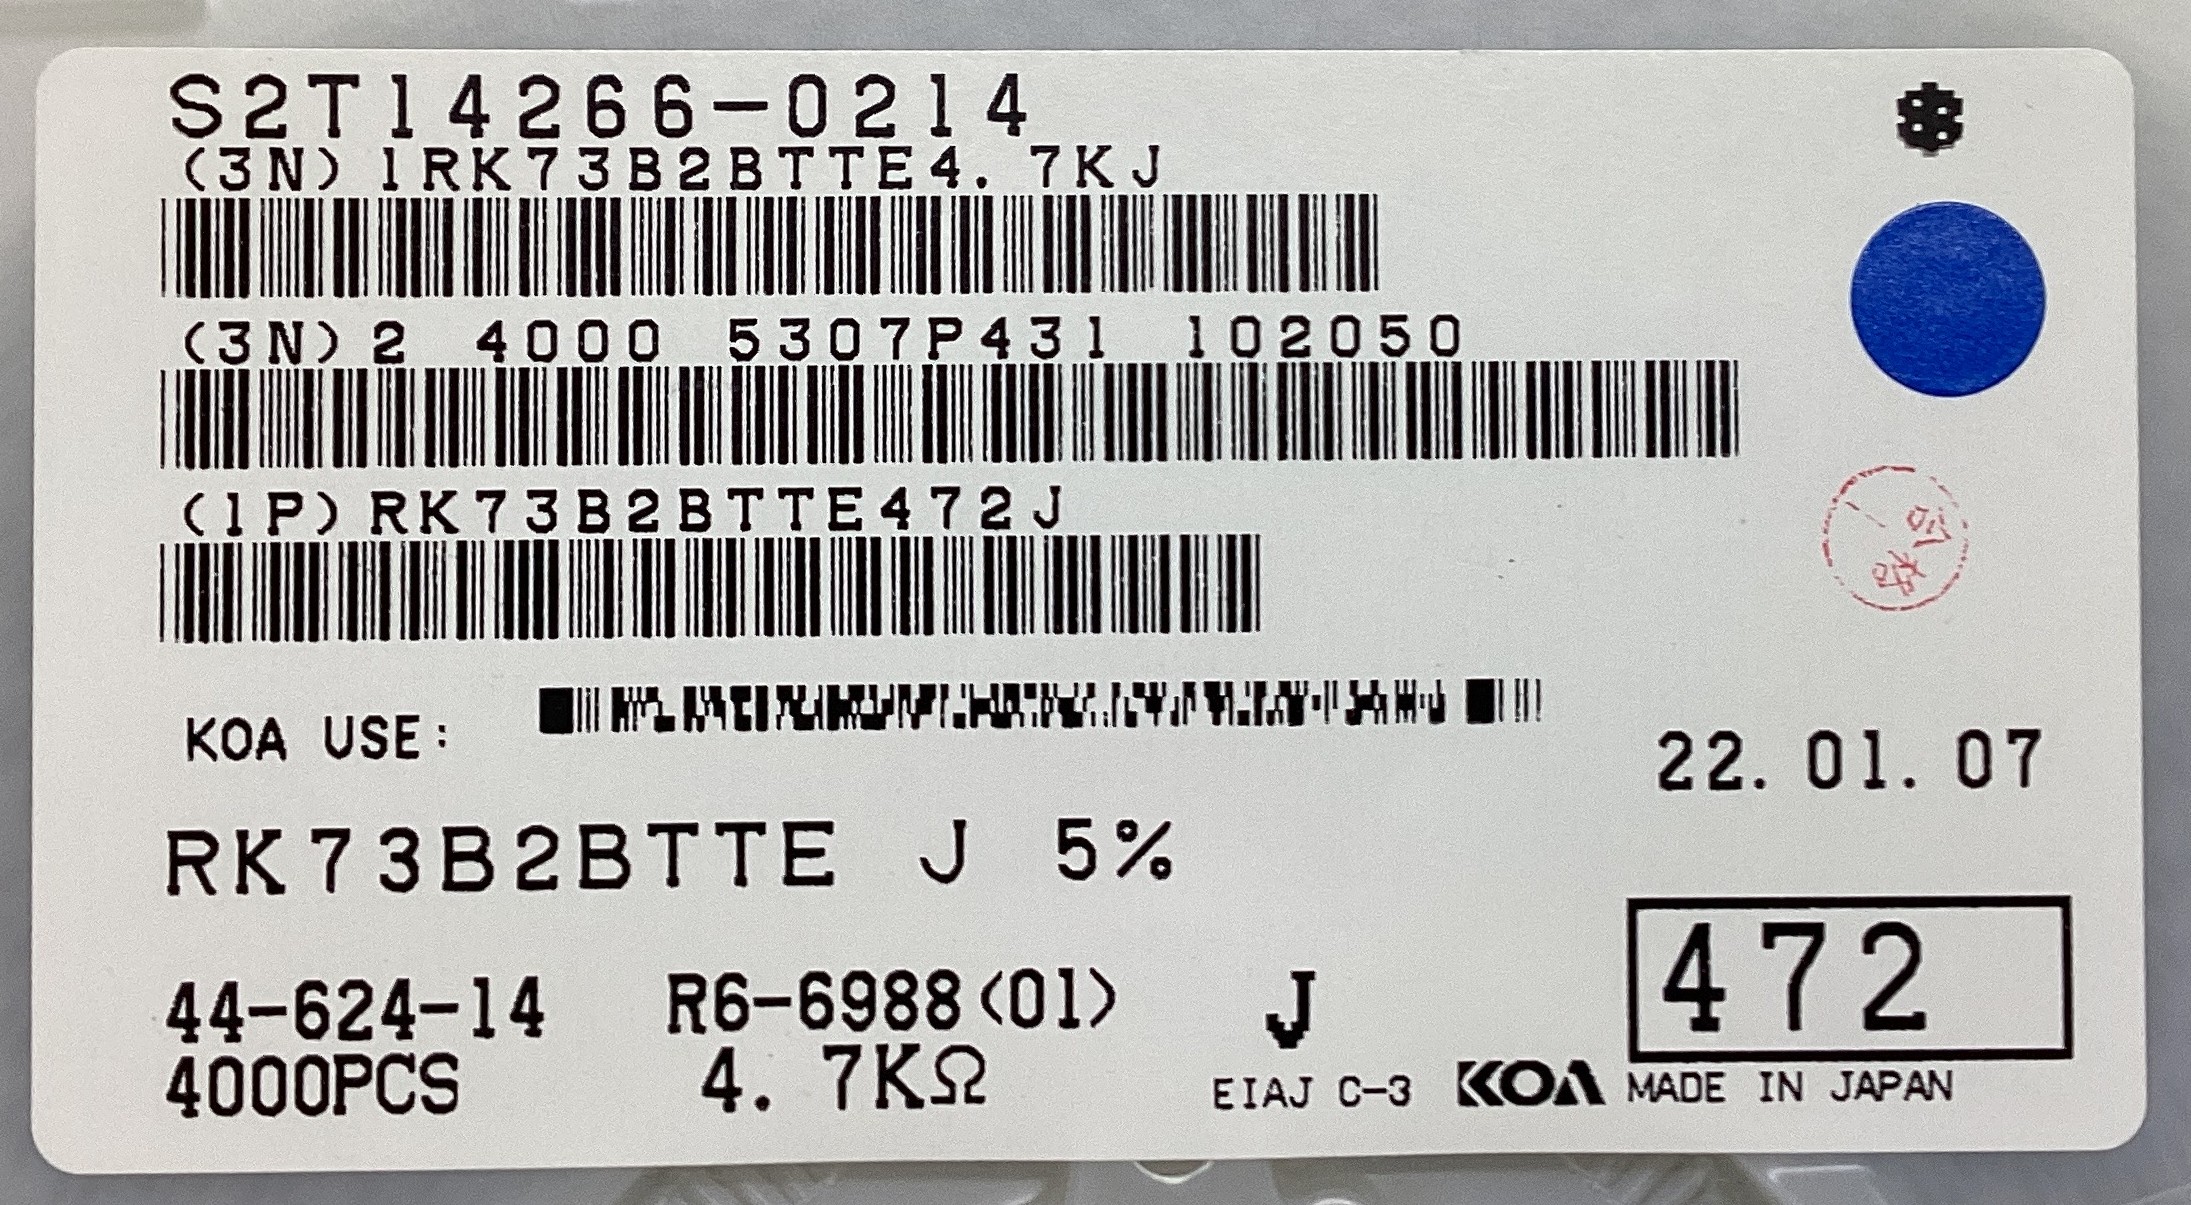 S2T14266-0214
(3N)1RK73B2BTTE4.7KJ
(3N)2 4000 5307P431 102050
(1P)RK73B2BTTE472J
KOA USE:
22.01.07
RK73B2BTTE J 5%
472
44-624-14 R6-6988(01) J
4000PCS 4.7KΩ EIAJ C-3 KOA MADE IN JAPAN